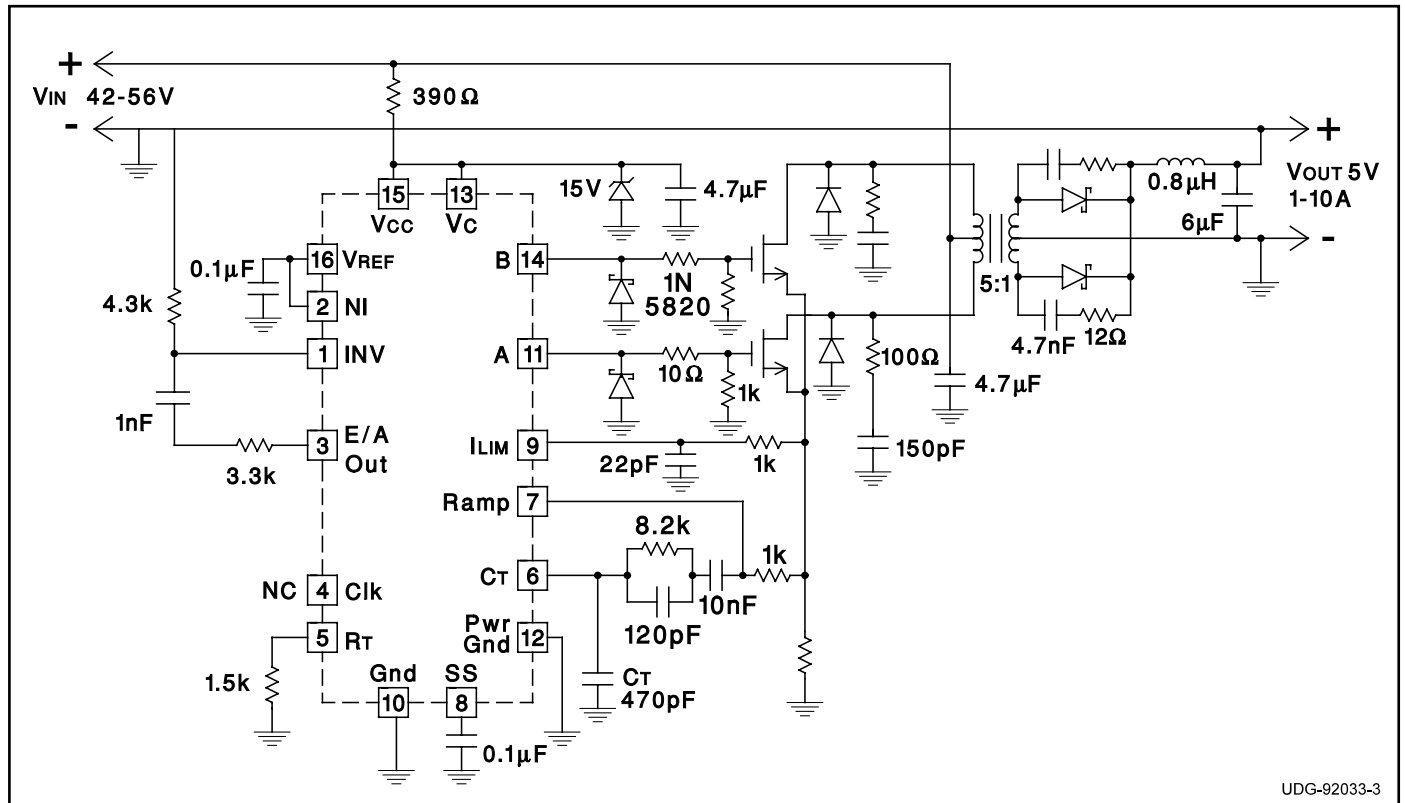 +
VIN 42-56V
-
390Ω
+
VOUT 5V
1-10A
-
0.8µH
6µF
15V
4.7µF
15
VCC
13
VC
16
VREF
0.1µF
2
NI
4.3k
1
INV
B
14
1N
5820
A
11
10Ω
1k
5:1
4.7nF
12Ω
100Ω
4.7µF
1nF
3
E/A
Out
3.3k
ILIM
9
22pF
1k
150pF
Ramp
7
8.2k
1k
CT
6
10nF
120pF
NC
4
Clk
Pwr
Gnd
12
5
RT
1.5k
Gnd
10
SS
8
0.1µF
CT
470pF
UDG-92033-3